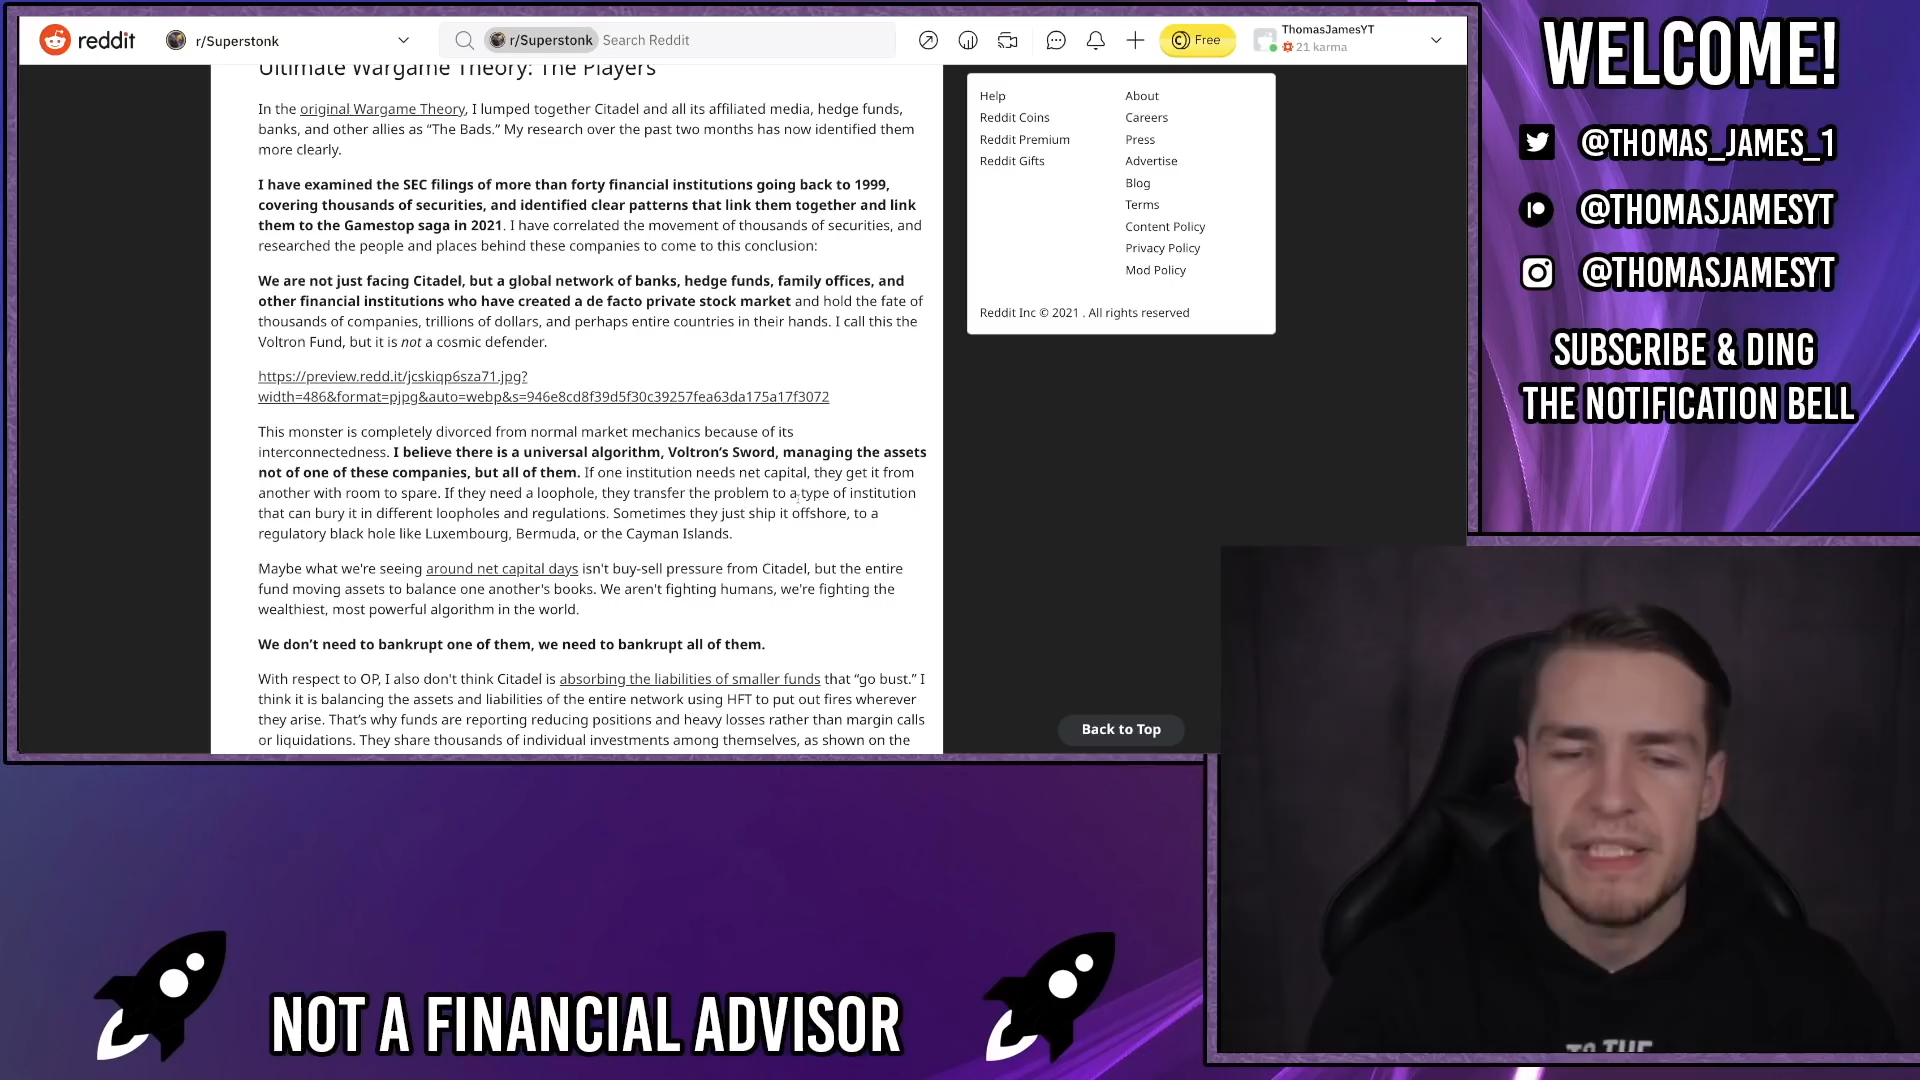 reddit
r/Superstonk
r/Superstonk Search Reddit
Free
ThomasJamesYT
21 karma
Ultimate Wargame Theory: The Players
In the original Wargame Theory, I lumped together Citadel and all its affiliated media, hedge funds,
banks, and other allies as “The Bads.” My research over the past two months has now identified them
more clearly.
I have examined the SEC filings of more than forty financial institutions going back to 1999,
covering thousands of securities, and identified clear patterns that link them together and link
them to the Gamestop saga in 2021. I have correlated the movement of thousands of securities, and
researched the people and places behind these companies to come to this conclusion:
We are not just facing Citadel, but a global network of banks, hedge funds, family offices, and
other financial institutions who have created a de facto private stock market and hold the fate of
thousands of companies, trillions of dollars, and perhaps entire countries in their hands. I call this the
Voltron Fund, but it is not a cosmic defender.
https://preview.redd.it/jcskiqp6sza71.jpg?
width=486&format=pjpg&auto=webp&s=946e8cd8f39d5f30c39257fea63da175a17f3072
This monster is completely divorced from normal market mechanics because of its
interconnectedness. I believe there is a universal algorithm, Voltron’s Sword, managing the assets
not of one of these companies, but all of them. If one institution needs net capital, they get it from
another with room to spare. If they need a loophole, they transfer the problem to a type of institution
that can bury it in different loopholes and regulations. Sometimes they just ship it offshore, to a
regulatory black hole like Luxembourg, Bermuda, or the Cayman Islands.
Maybe what we're seeing around net capital days isn't buy-sell pressure from Citadel, but the entire
fund moving assets to balance one another's books. We aren't fighting humans, we're fighting the
wealthiest, most powerful algorithm in the world.
We don’t need to bankrupt one of them, we need to bankrupt all of them.
With respect to OP, I also don't think Citadel is absorbing the liabilities of smaller funds that “go bust.” I
think it is balancing the assets and liabilities of the entire network using HFT to put out fires wherever
they arise. That’s why funds are reporting reducing positions and heavy losses rather than margin calls
or liquidations. They share thousands of individual investments among themselves, as shown on the
Help
Reddit Coins
Reddit Premium
Reddit Gifts
About
Careers
Press
Advertise
Blog
Terms
Content Policy
Privacy Policy
Mod Policy
Reddit Inc © 2021 . All rights reserved
Back to Top
WELCOME!
@THOMAS_JAMES_1
@THOMASJAMESYT
@THOMASJAMESYT
SUBSCRIBE & DING
THE NOTIFICATION BELL
NOT A FINANCIAL ADVISOR
TO THE